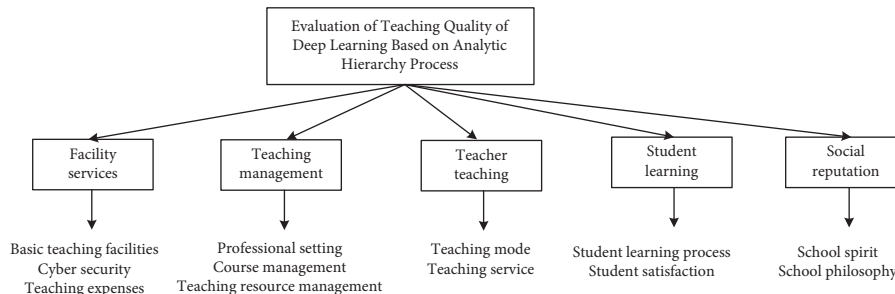 Evaluation of Teaching Quality of
Deep Learning Based on Analytic
Hierarchy Process
Facility
services
Teaching
management
Teacher
teaching
Student
learning
Social
reputation
Basic teaching facilities
Cyber security
Teaching expenses
Professional setting
Course management
Teaching resource management
Teaching mode
Teaching service
Student learning process
Student satisfaction
School spirit
School philosophy